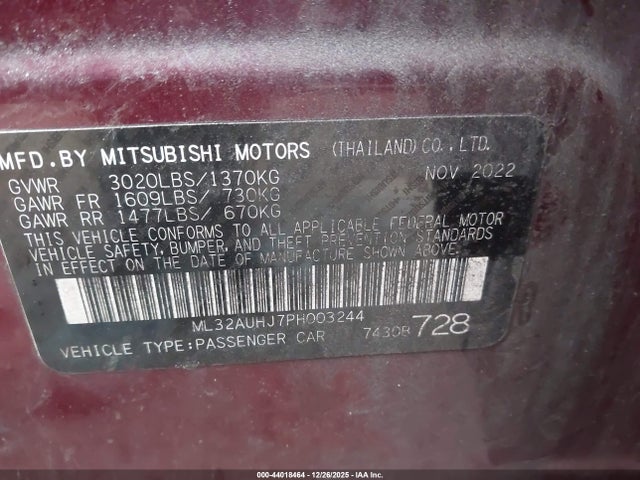 MFD. BY MITSUBISHI MOTORS (THAILAND) CO., LTD.
GVWR 3020LBS/1370KG NOV 2022
GAWR FR 1609LBS/ 730KG
GAWR RR 1477LBS/ 670KG
THIS VEHICLE CONFORMS TO ALL APPLICABLE FEDERAL MOTOR
VEHICLE SAFETY, BUMPER, AND THEFT PREVENTION STANDARDS
IN EFFECT ON THE DATE OF MANUFACTURE SHOWN ABOVE.
ML32AUHJ7PH003244
VEHICLE TYPE:PASSENGER CAR 7430B 728
000-44018464 - 12/26/2025 - IAA Inc.